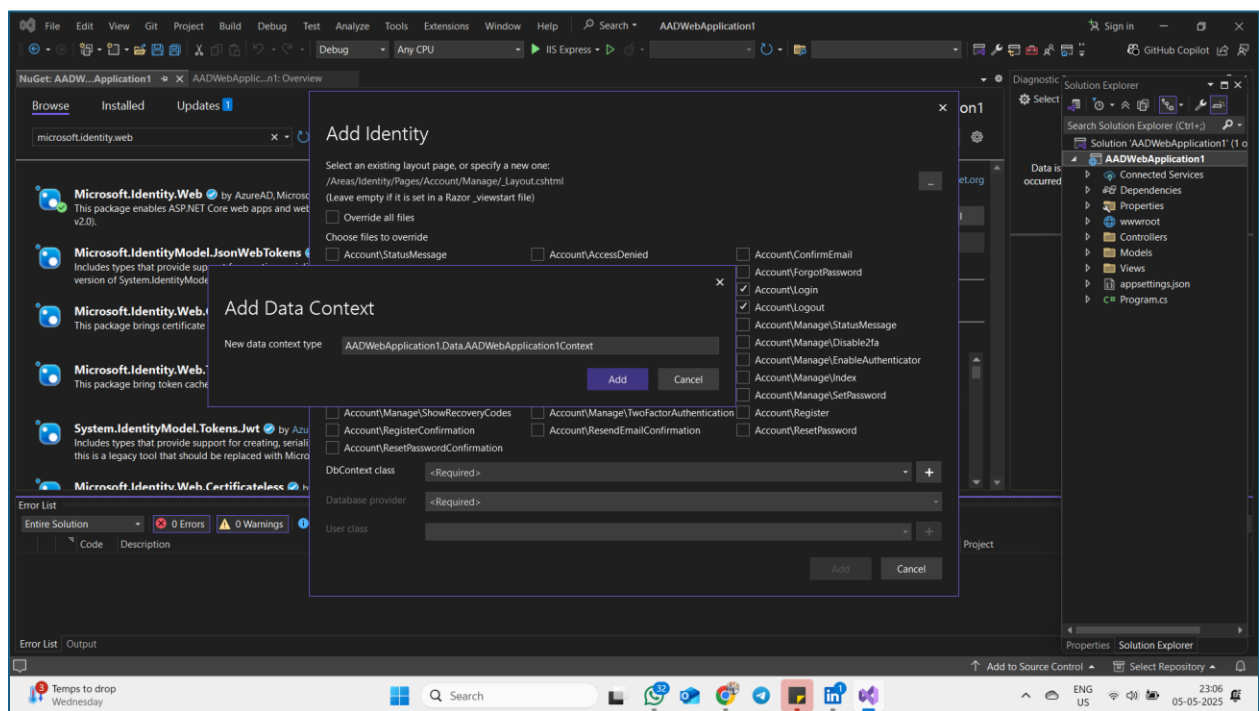 File Edit View Git Project Build Debug Test Analyze Tools Extensions Window Help Search AADWebApplication1 Sign in
Debug Any CPU IIS Express GitHub Copilot
NuGet: AADW...Application1 AADWebApplic...n1: Overview
Browse Installed Updates 1
microsoft.identity.web
Microsoft.Identity.Web by AzureAD, Microsc
This package enables ASP.NET Core web apps and wel
v2.0).
Microsoft.IdentityModel.JsonWebTokens
Includes types that provide sup
version of System.IdentityMode
Microsoft.Identity.Web.
This package brings certificate
Microsoft.Identity.Web.
This package bring token cache
System.IdentityModel.Tokens.Jwt by Azu
Includes types that provide support for creating, seriali
this is a legacy tool that should be replaced with Micro
Microsoft.Identity.Web.Certificateless
Add Identity
Select an existing layout page, or specify a new one:
/Areas/Identity/Pages/Account/Manage/_Layout.cshtml
...
(Leave empty if it is set in a Razor _viewstart file)
Override all files
Choose files to override
Account\StatusMessage Account\AccessDenied Account\ConfirmEmail
Account\ForgotPassword
Account\Login
Account\Logout
Account\Manage\StatusMessage
Account\Manage\Disable2fa
Account\Manage\EnableAuthenticator
Account\Manage\Index
Account\Manage\SetPassword
Account\Manage\ShowRecoveryCodes Account\Manage\TwoFactorAuthentication Account\Register
Account\RegisterConfirmation Account\ResendEmailConfirmation Account\ResetPassword
Account\ResetPasswordConfirmation
DbContext class <Required>
Database provider <Required>
User class
Add Cancel
Add Data Context
New data context type AADWebApplication1.Data.AADWebApplication1Context
Add Cancel
on1
et.org
Diagnostic
Select
Data is
occurred
Solution Explorer
Search Solution Explorer (Ctrl+;)
Solution 'AADWebApplication1' (1 o
AADWebApplication1
Connected Services
Dependencies
Properties
wwwroot
Controllers
Models
Views
appsettings.json
C# Program.cs
Properties Solution Explorer
Error List
Entire Solution 0 Errors 0 Warnings
Code Description Project
Error List Output
Add to Source Control Select Repository
3 Temps to drop
Wednesday
Search
32
1
ENG
US
23:06
05-05-2025